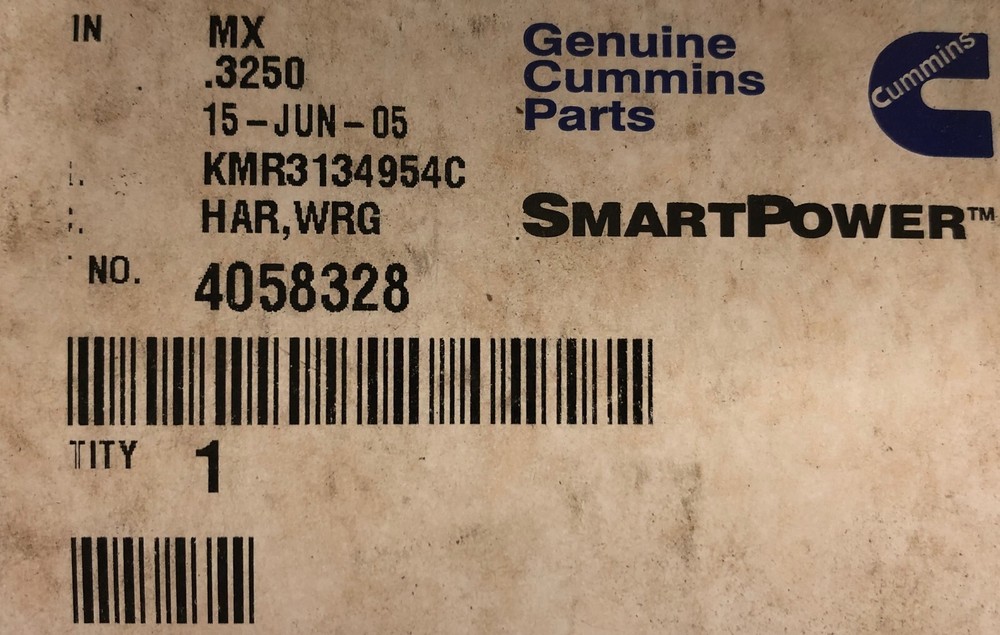 IN MX
.3250
15-JUN-05
KMR3134954C
HAR,WRG
NO. 4058328
TITY 1
Genuine
Cummins
Parts
Cummins
SMARTPOWER™